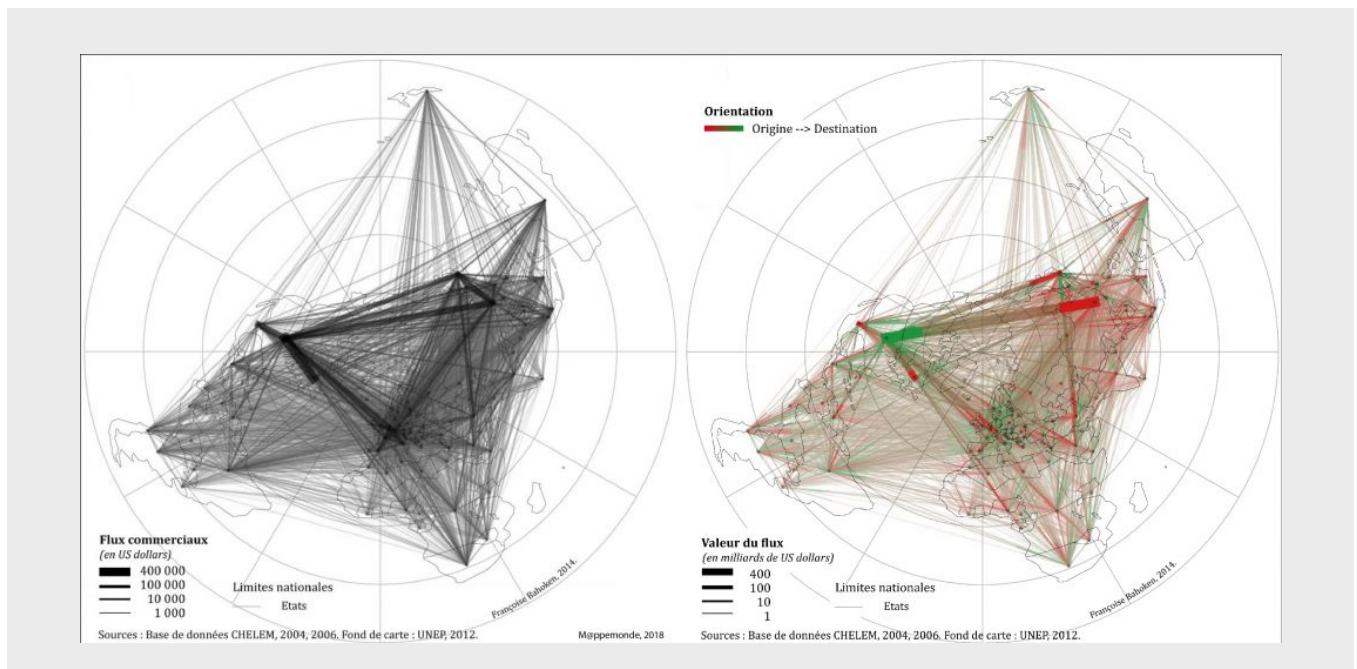 Flux commerciaux
(en US dollars)
400 000
100 000
10 000
1 000
Limites nationales
Etats
Françoise Bahoken, 2014.
Sources : Base de données CHELEM, 2004, 2006. Fond de carte : UNEP, 2012.
M@ppemonde, 2018
Orientation
Origine --> Destination
Valeur du flux
(en milliards de US dollars)
400
100
10
1
Limites nationales
Etats
Françoise Bahoken, 2014.
Sources : Base de données CHELEM, 2004, 2006. Fond de carte : UNEP, 2012.